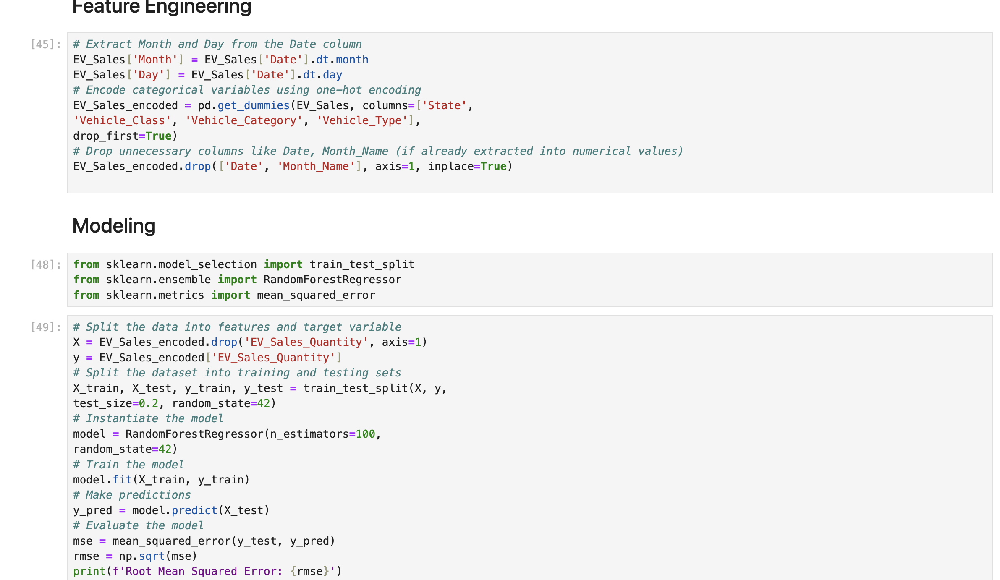 Feature Engineering
[45]:
# Extract Month and Day from the Date column
EV_Sales['Month'] = EV_Sales['Date'].dt.month
EV_Sales['Day'] = EV_Sales['Date'].dt.day
# Encode categorical variables using one-hot encoding
EV_Sales_encoded = pd.get_dummies(EV_Sales, columns=['State',
'Vehicle_Class', 'Vehicle_Category', 'Vehicle_Type'],
drop_first=True)
# Drop unnecessary columns like Date, Month_Name (if already extracted into numerical values)
EV_Sales_encoded.drop(['Date', 'Month_Name'], axis=1, inplace=True)
Modeling
[48]:
from sklearn.model_selection import train_test_split
from sklearn.ensemble import RandomForestRegressor
from sklearn.metrics import mean_squared_error
[49]:
# Split the data into features and target variable
X = EV_Sales_encoded.drop('EV_Sales_Quantity', axis=1)
y = EV_Sales_encoded['EV_Sales_Quantity']
# Split the dataset into training and testing sets
X_train, X_test, y_train, y_test = train_test_split(X, y,
test_size=0.2, random_state=42)
# Instantiate the model
model = RandomForestRegressor(n_estimators=100,
random_state=42)
# Train the model
model.fit(X_train, y_train)
# Make predictions
y_pred = model.predict(X_test)
# Evaluate the model
mse = mean_squared_error(y_test, y_pred)
rmse = np.sqrt(mse)
print(f'Root Mean Squared Error: {rmse}')